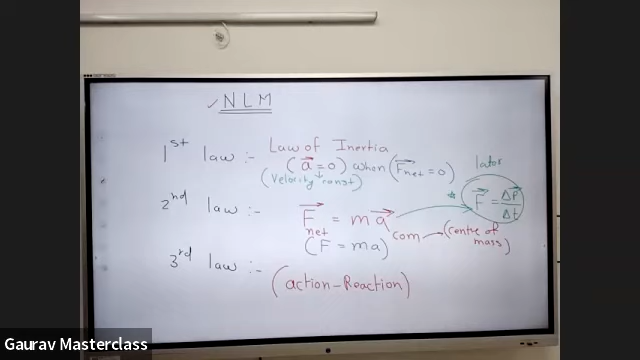 ✓ NLM
1st law :- Law of Inertia
(a⃗ = 0) when (F⃗net = 0)
(Velocity const)
later
2nd law :- F⃗net = ma⃗com → (centre of mass)
* F⃗ = ΔP⃗/Δt
(F = ma)
3rd law :- (action-Reaction)
Gaurav Masterclass